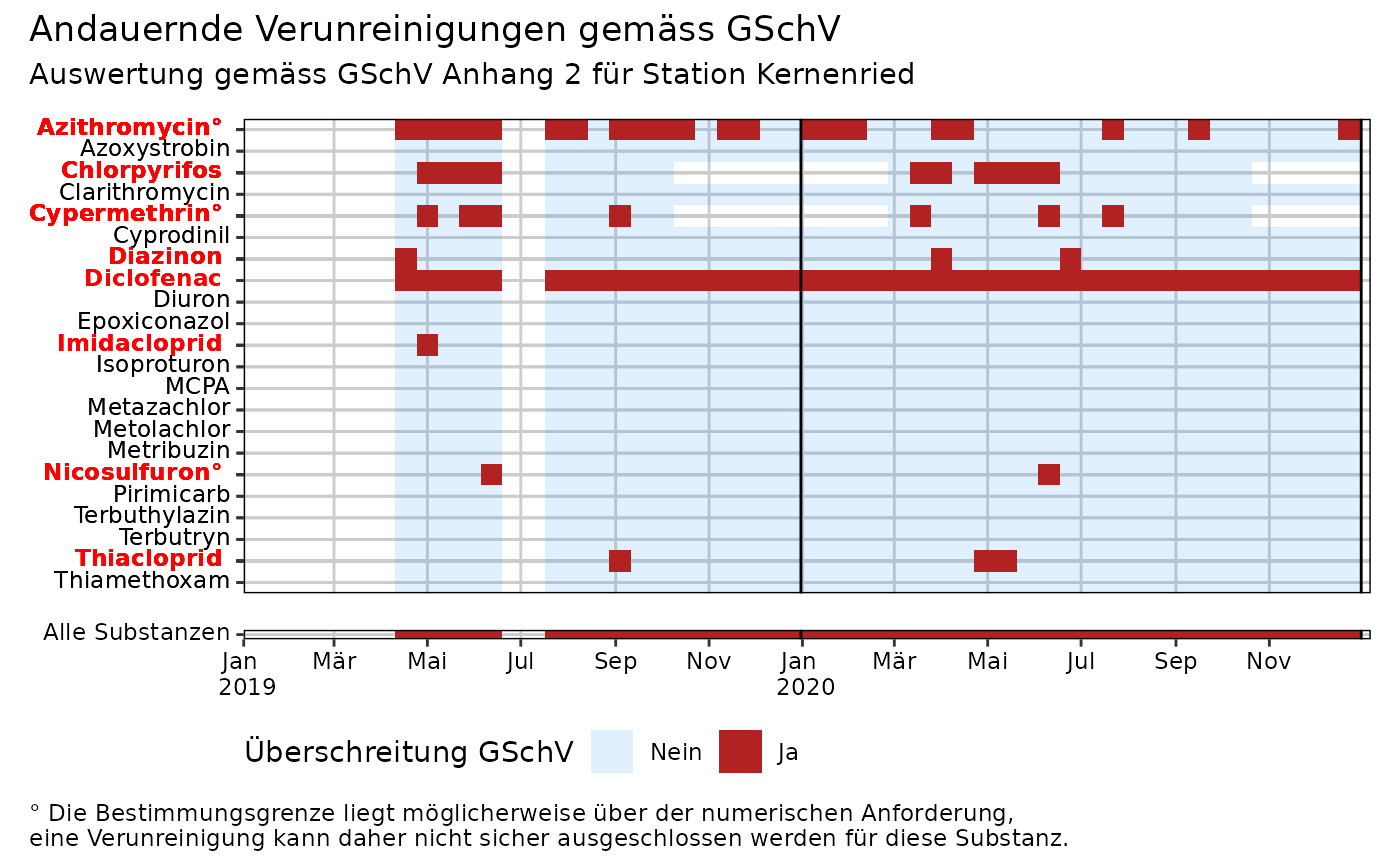 Andauernde Verunreinigungen gemäss GSchV
Auswertung gemäss GSchV Anhang 2 für Station Kernenried
Azithromycin°
Azoxystrobin
Chlorpyrifos
Clarithromycin
Cypermethrin°
Cyprodinil
Diazinon
Diclofenac
Diuron
Epoxiconazol
Imidacloprid
Isoproturon
MCPA
Metazachlor
Metolachlor
Metribuzin
Nicosulfuron°
Pirimicarb
Terbuthylazin
Terbutryn
Thiacloprid
Thiamethoxam
Alle Substanzen
Jan Mär Mai Jul Sep Nov Jan Mär Mai Jul Sep Nov
2019 2020
Überschreitung GSchV Nein Ja
° Die Bestimmungsgrenze liegt möglicherweise über der numerischen Anforderung,
eine Verunreinigung kann daher nicht sicher ausgeschlossen werden für diese Substanz.